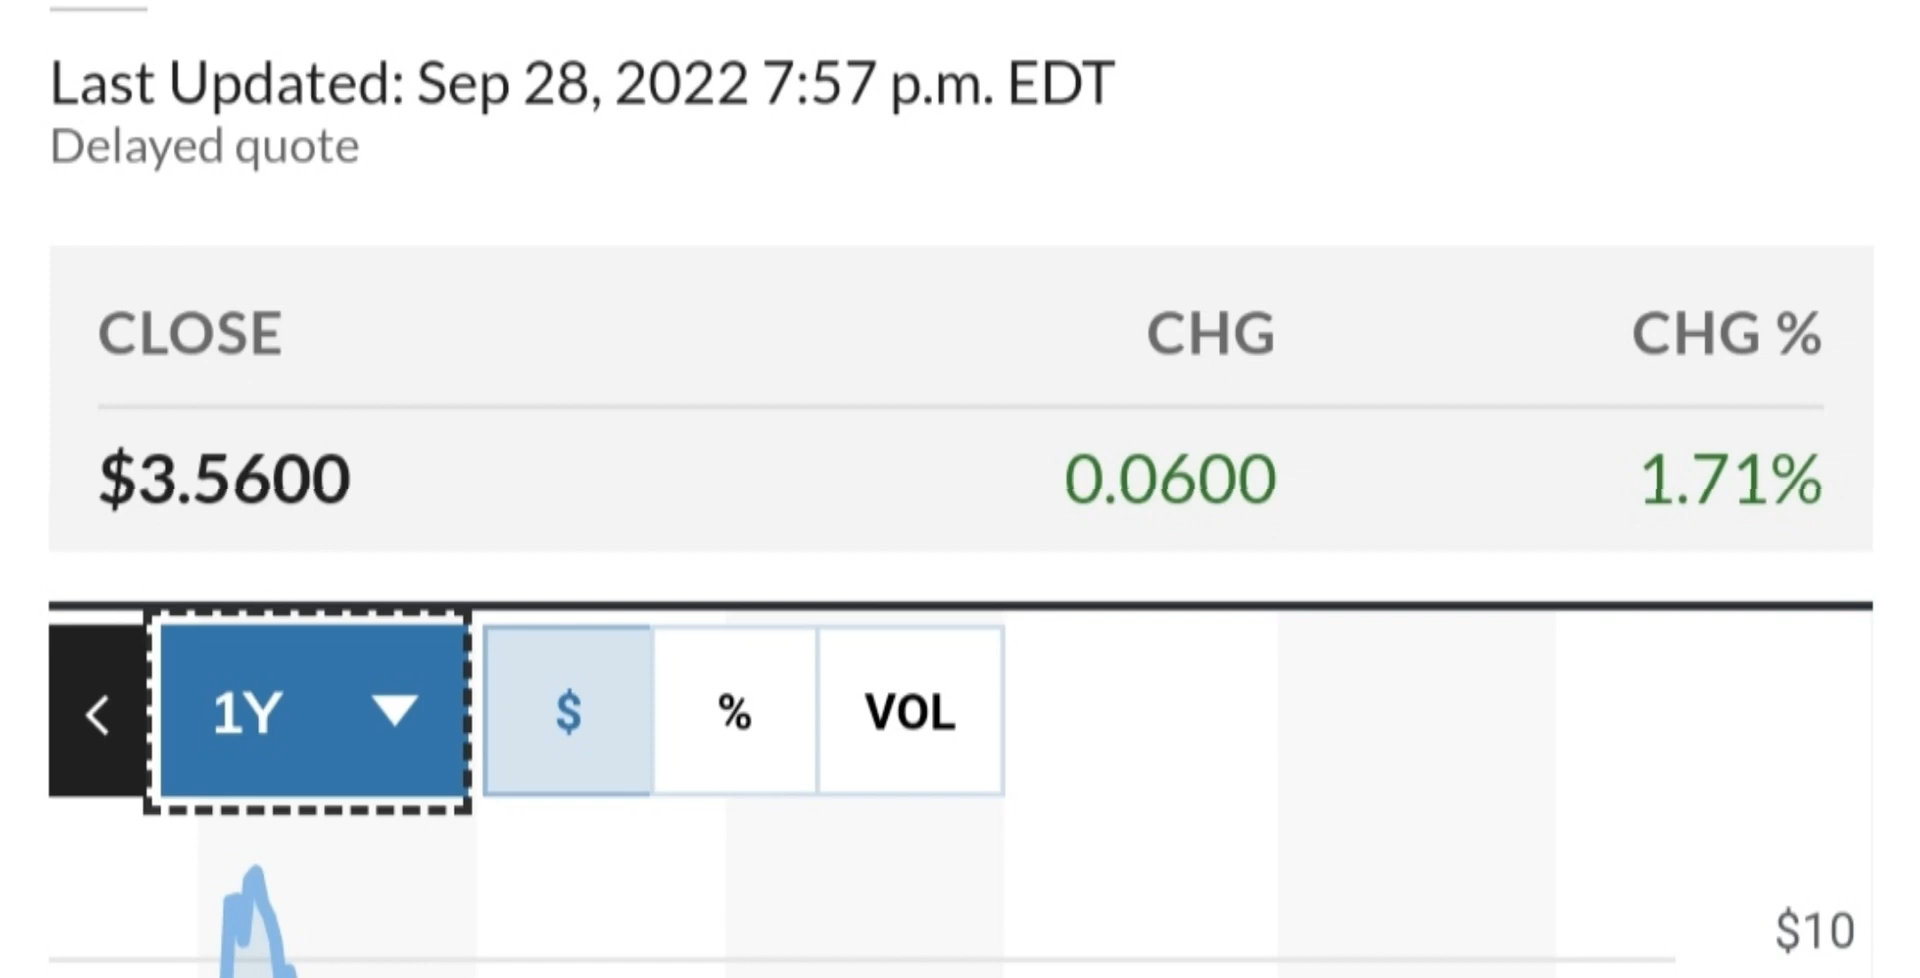 Last Updated: Sep 28, 2022 7:57 p.m. EDT
Delayed quote
CLOSE CHG CHG %
$3.5600 0.0600 1.71%
1Y $ % VOL
$10